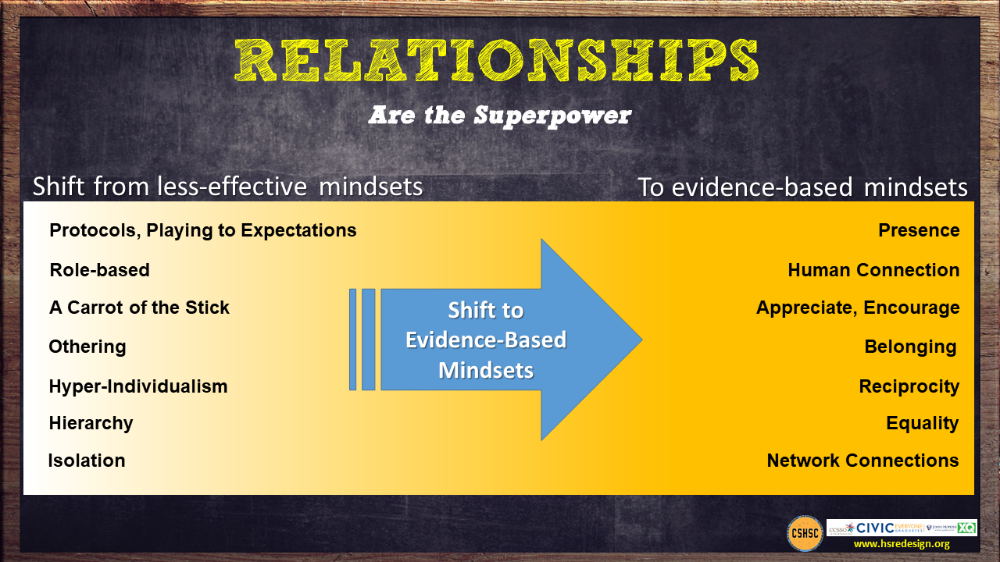 RELATIONSHIPS
Are the Superpower
Shift from less-effective mindsets
To evidence-based mindsets
Protocols, Playing to Expectations
Presence
Role-based
Human Connection
A Carrot of the Stick
Appreciate, Encourage
Othering
Belonging
Hyper-Individualism
Reciprocity
Hierarchy
Equality
Isolation
Network Connections
Shift to
Evidence-Based
Mindsets
CSHSC
CCSSO
CIVIC
EVERYONE
GRADUATES
JOHNS HOPKINS
XQ
www.hsredesign.org